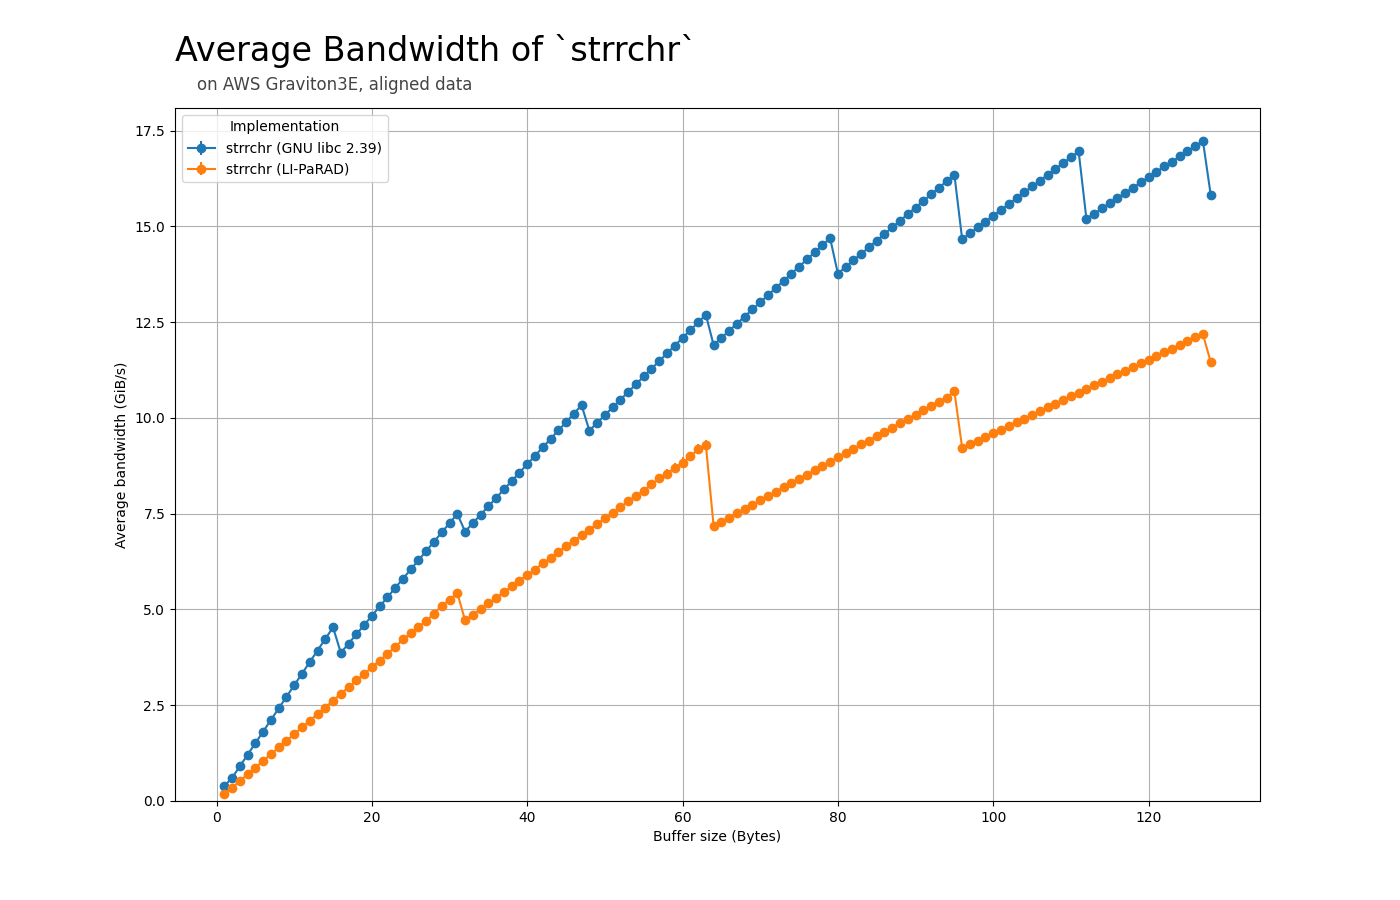 Average Bandwidth of `strrchr`
on AWS Graviton3E, aligned data
Implementation
strrchr (GNU libc 2.39)
strrchr (LI-PaRAD)
17.5
15.0
12.5
10.0
7.5
5.0
2.5
0.0
Average bandwidth (GiB/s)
0 20 40 60 80 100 120
Buffer size (Bytes)